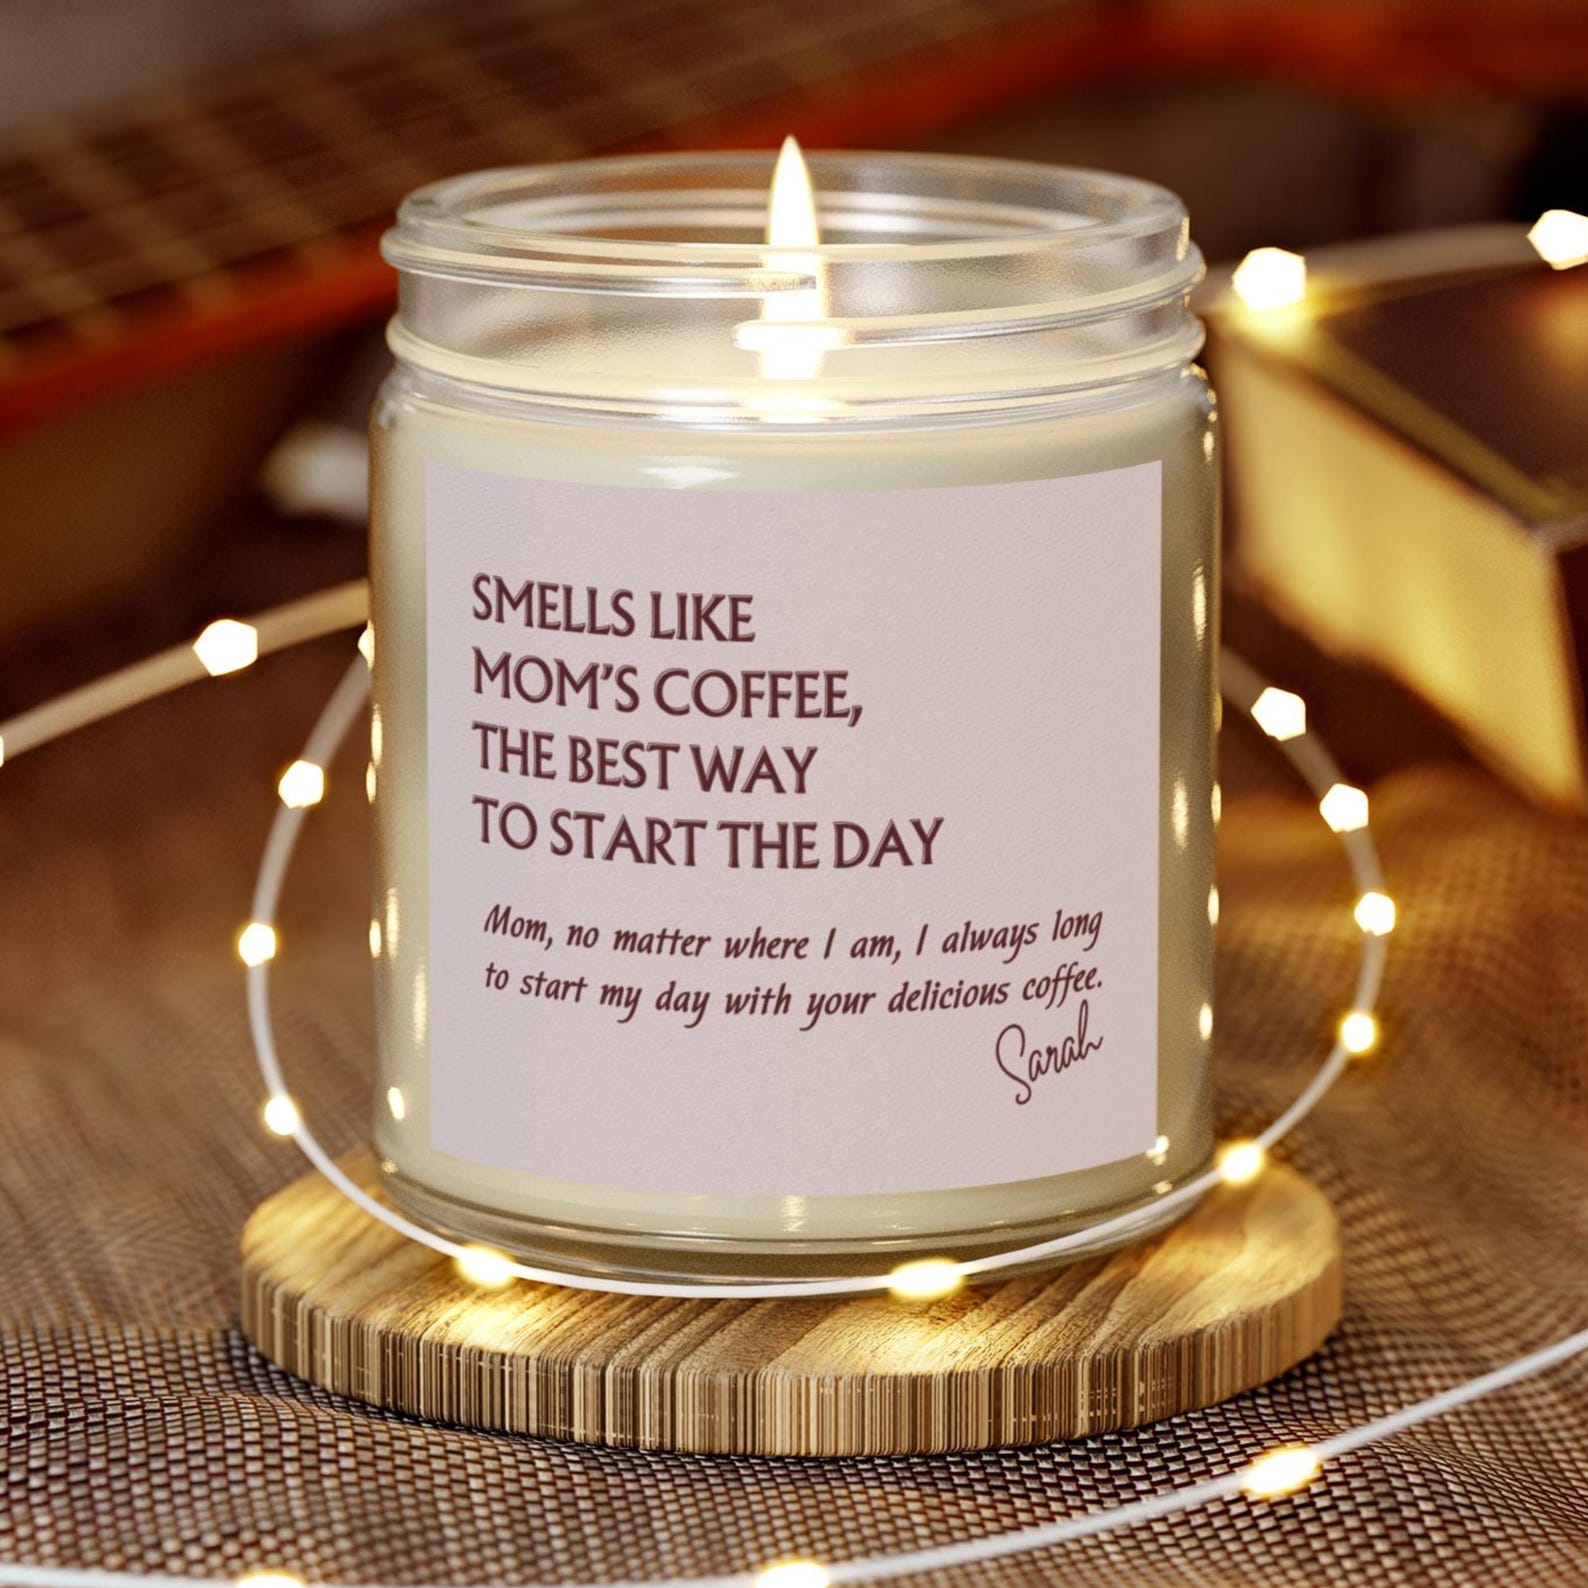 SMELLS LIKE
MOM'S COFFEE,
THE BEST WAY
TO START THE DAY
Mom, no matter where I am, I always long
to start my day with your delicious coffee.
Sarah